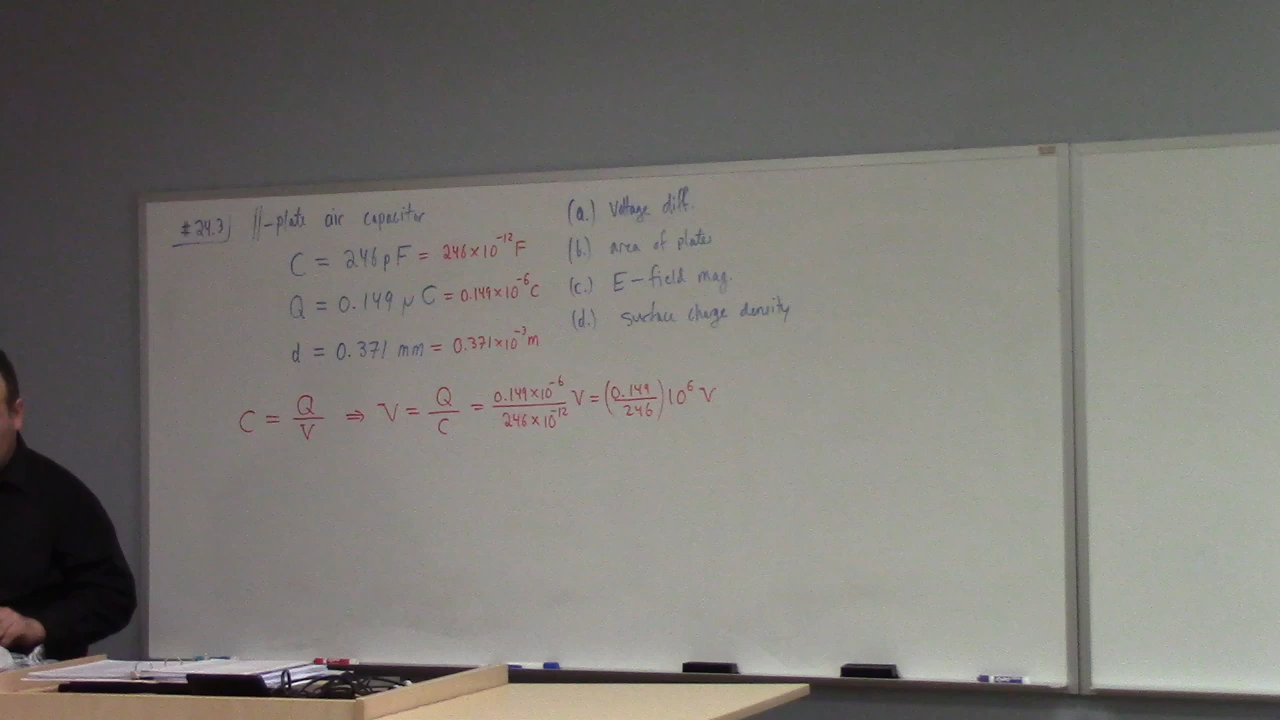 #24.3) ||-plate air capacitor
C = 246 pF = 246×10⁻¹² F
Q = 0.149 μC = 0.149×10⁻⁶ C
d = 0.371 mm = 0.371×10⁻³ m
(a.) Voltage diff.
(b.) area of plates
(c.) E-field mag.
(d.) surface charge density
C = Q/V ⇒ V = Q/C = 0.149×10⁻⁶/246×10⁻¹² V = (0.149/246)10⁶ V